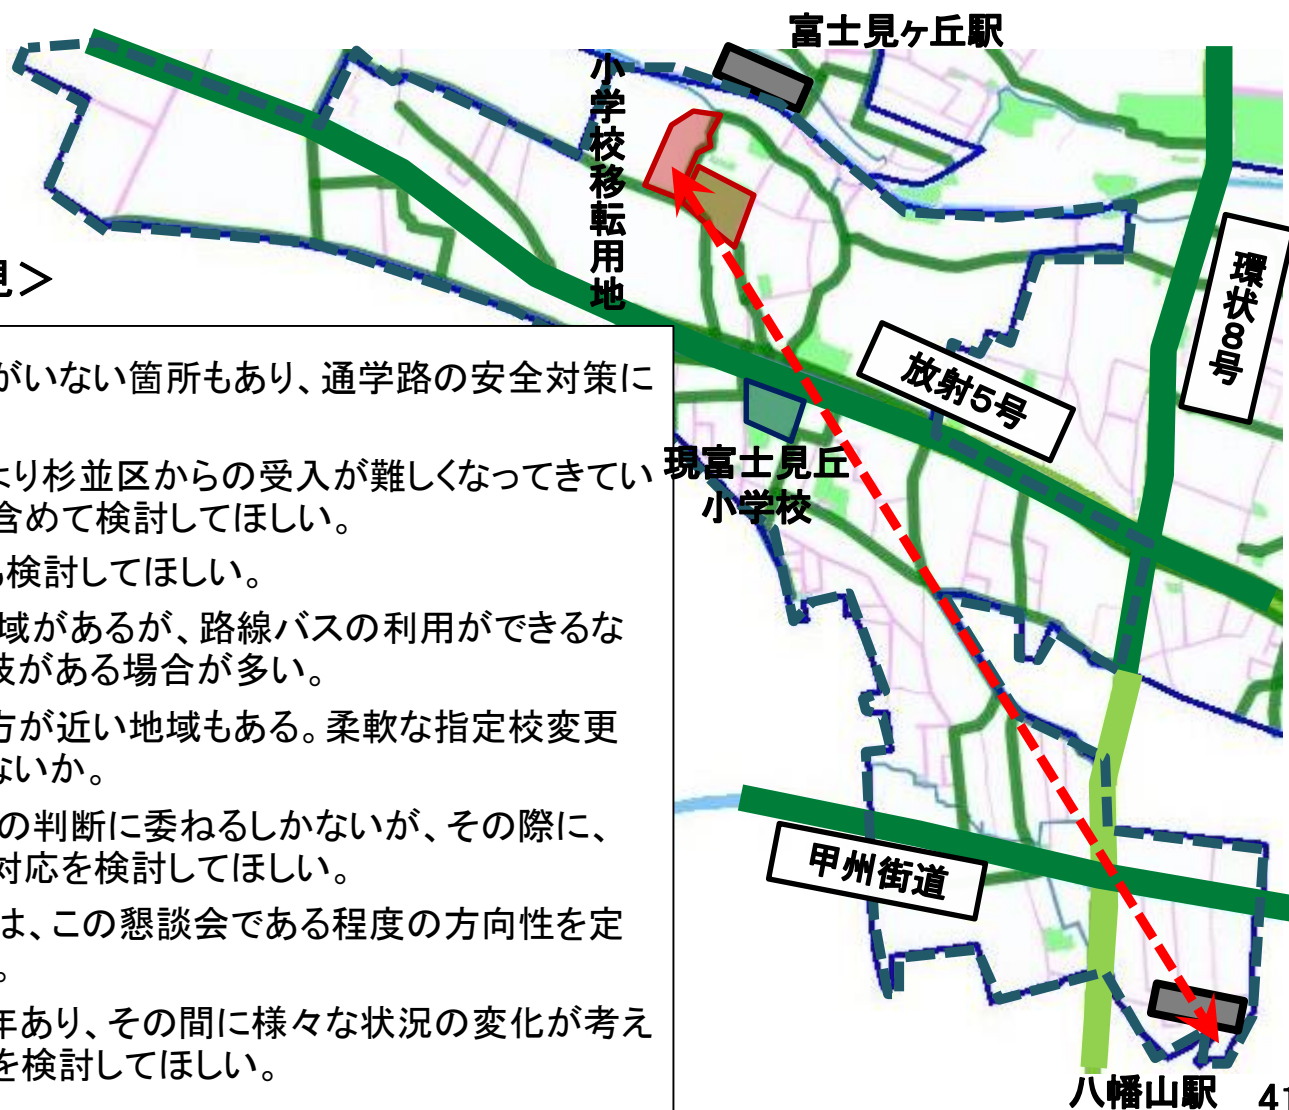 富士見ヶ丘駅
小学校移転用地
環状8号
見＞
放射5号
がいない箇所もあり、通学路の安全対策に
より杉並区からの受入が難しくなってきてい
含めて検討してほしい。
も検討してほしい。
域があるが、路線バスの利用ができるな
岐がある場合が多い。
方が近い地域もある。柔軟な指定校変更
ないか。
の判断に委ねるしかないが、その際に、
対応を検討してほしい。
は、この懇談会である程度の方向性を定
。
年あり、その間に様々な状況の変化が考え
を検討してほしい。
現富士見丘
小学校
甲州街道
八幡山駅
41